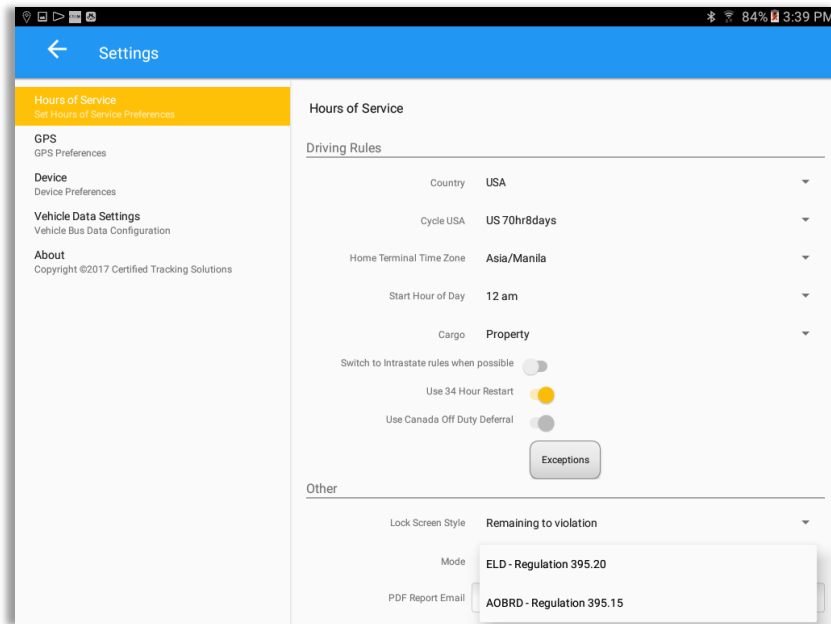 84% 3:39 PM
Settings
Hours of Service
Set Hours of Service Preferences
GPS
GPS Preferences
Device
Device Preferences
Vehicle Data Settings
Vehicle Bus Data Configuration
About
Copyright ©2017 Certified Tracking Solutions
Hours of Service
Driving Rules
Country USA
Cycle USA US 70hr8days
Home Terminal Time Zone Asia/Manila
Start Hour of Day 12 am
Cargo Property
Switch to Intrastate rules when possible
Use 34 Hour Restart
Use Canada Off Duty Deferral
Exceptions
Other
Lock Screen Style Remaining to violation
Mode ELD - Regulation 395.20
PDF Report Email AOBRD - Regulation 395.15